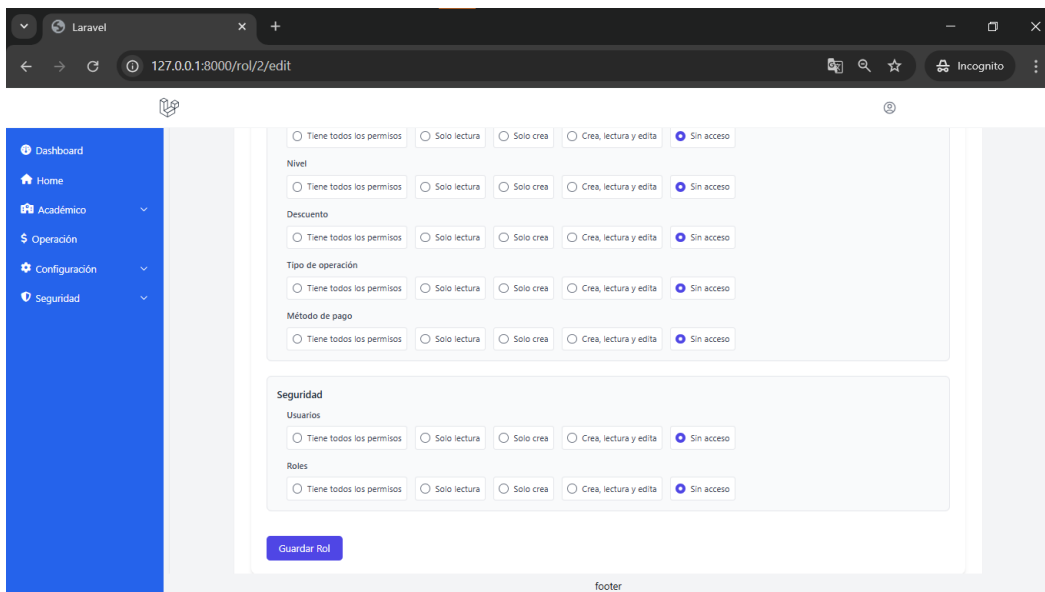 Laravel
127.0.0.1:8000/rol/2/edit
Incognito
Dashboard
Home
Académico
$ Operación
Configuración
Seguridad
Tiene todos los permisos Solo lectura Solo crea Crea, lectura y edita Sin acceso
Nivel
Tiene todos los permisos Solo lectura Solo crea Crea, lectura y edita Sin acceso
Descuento
Tiene todos los permisos Solo lectura Solo crea Crea, lectura y edita Sin acceso
Tipo de operación
Tiene todos los permisos Solo lectura Solo crea Crea, lectura y edita Sin acceso
Método de pago
Tiene todos los permisos Solo lectura Solo crea Crea, lectura y edita Sin acceso
Seguridad
Usuarios
Tiene todos los permisos Solo lectura Solo crea Crea, lectura y edita Sin acceso
Roles
Tiene todos los permisos Solo lectura Solo crea Crea, lectura y edita Sin acceso
Guardar Rol
footer